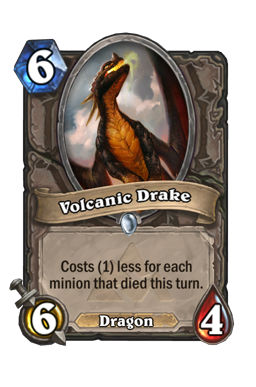 6
Volcanic Drake
Costs (1) less for each
minion that died this turn.
6
Dragon
4